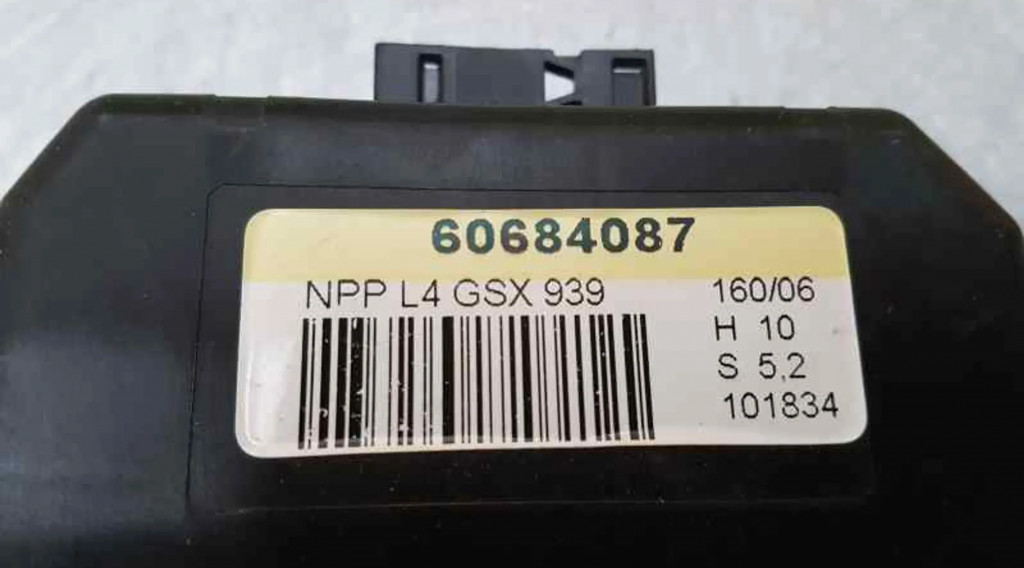 60684087
NPP L4 GSX 939
160/06
H 10
S 5,2
101834